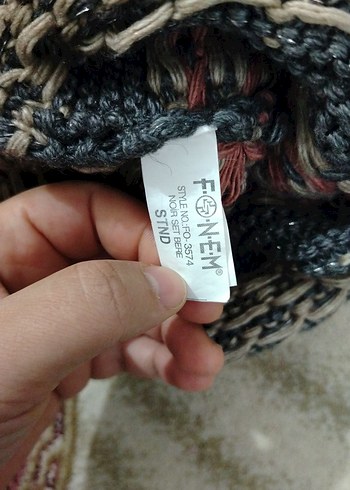 FONEM®
STYLE NO:FO-3574
NOIR SET BERE
STND